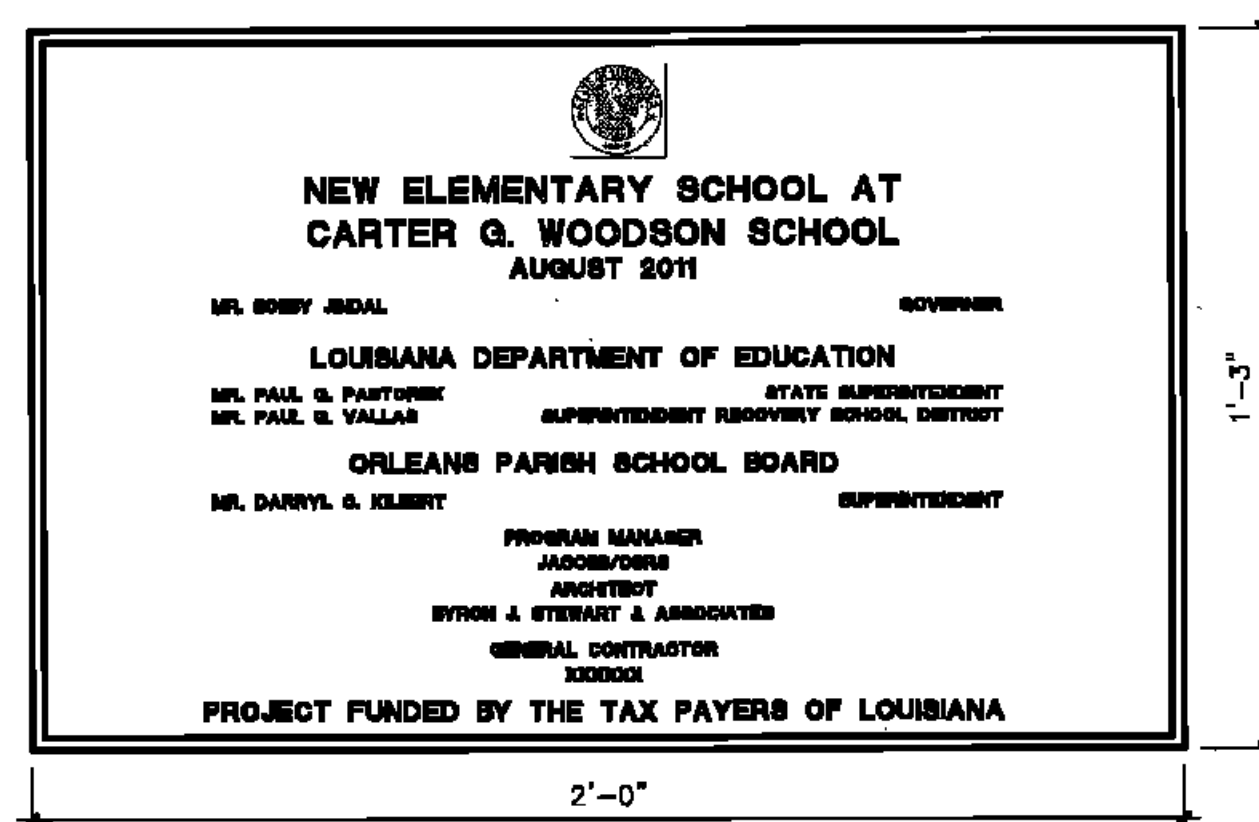 NEW ELEMENTARY SCHOOL AT
CARTER G. WOODSON SCHOOL
AUGUST 2011
MR. BOBBY JINDAL GOVERNER
LOUISIANA DEPARTMENT OF EDUCATION
MR. PAUL G. PASTOREK STATE SUPERINTENDENT
MR. PAUL G. VALLAS SUPERINTENDENT RECOVERY SCHOOL DISTRICT
ORLEANS PARISH SCHOOL BOARD
MR. DARRYL C. KILBERT SUPERINTENDENT
PROGRAM MANAGER
JACOBS/CSRS
ARCHITECT
BYRON J. STEWART & ASSOCIATES
GENERAL CONTRACTOR
PROJECT FUNDED BY THE TAX PAYERS OF LOUISIANA
1'-3"
2'-0"